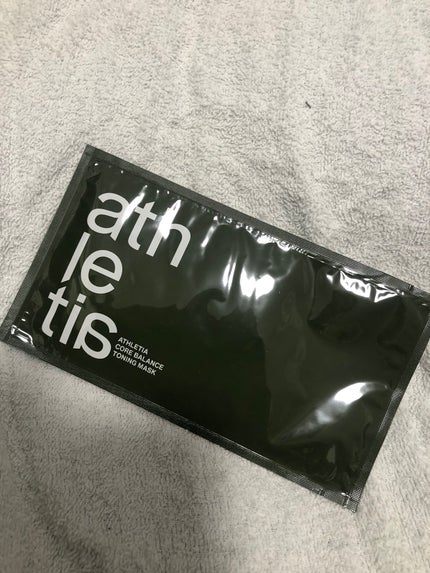 ath
le
tia
ATHLETIA
CORE BALANCE
TONING MASK